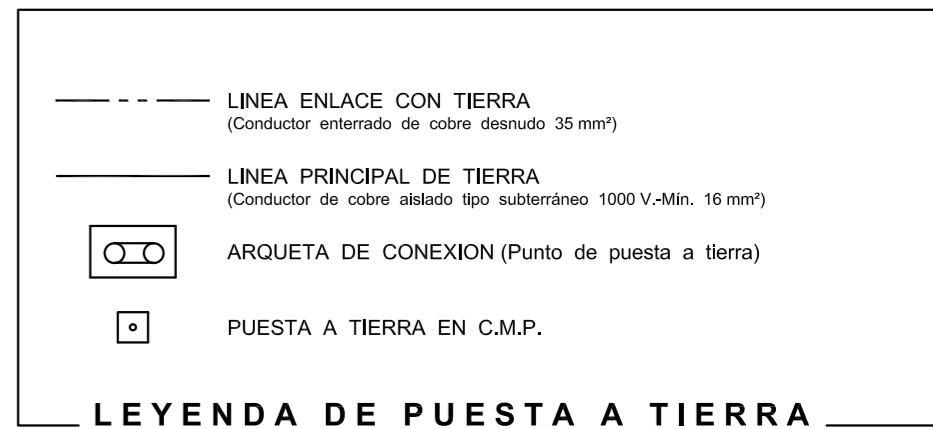 LINEA ENLACE CON TIERRA
(Conductor enterrado de cobre desnudo 35 mm²)
LINEA PRINCIPAL DE TIERRA
(Conductor de cobre aislado tipo subterráneo 1000 V.-Mín. 16 mm²)
ARQUETA DE CONEXION (Punto de puesta a tierra)
PUESTA A TIERRA EN C.M.P.
LEYENDA DE PUESTA A TIERRA